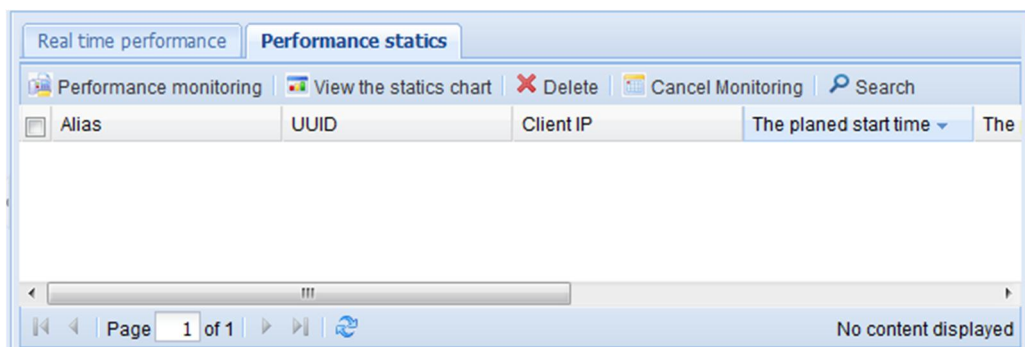 Real time performance Performance statics
Performance monitoring View the statics chart Delete Cancel Monitoring Search
Alias UUID Client IP The planed start time The
Page 1 of 1 No content displayed